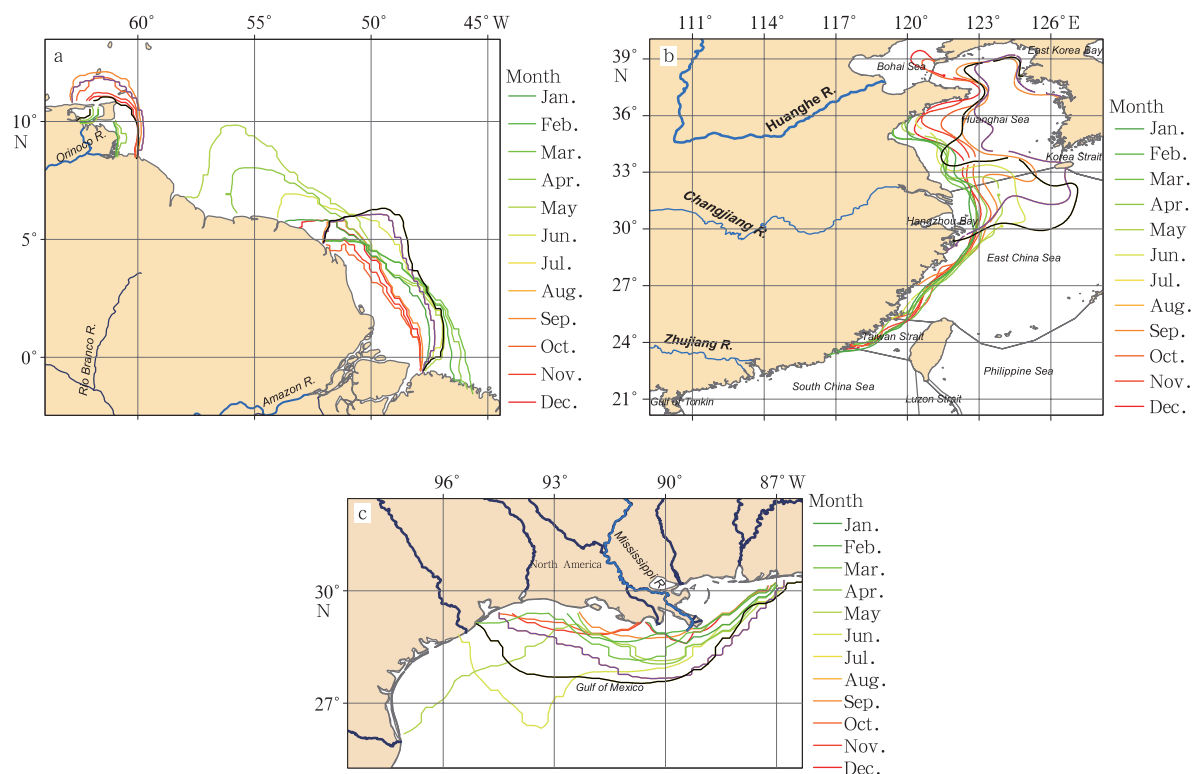 60° 55° 50° 45° W
a
10°
N
5°
0°
Orinoco R.
Rio Branco R.
Amazon R.
Month
Jan.
Feb.
Mar.
Apr.
May
Jun.
Jul.
Aug.
Sep.
Oct.
Nov.
Dec.
111° 114° 117° 120° 123° 126° E
b
39°
N
36°
33°
30°
27°
24°
21°
East Korea Bay
Bohai Sea
Huanghe R.
Huanghai Sea
Korea Strait
Changjiang R.
Hangzhou Bay
East China Sea
Zhujiang R.
Taiwan Strait
Philippine Sea
South China Sea
Gulf of Tonkin
Luzon Strait
Month
Jan.
Feb.
Mar.
Apr.
May
Jun.
Jul.
Aug.
Sep.
Oct.
Nov.
Dec.
96° 93° 90° 87° W
c
30°
N
27°
North America
Mississippi R.
Gulf of Mexico
Month
Jan.
Feb.
Mar.
Apr.
May
Jun.
Jul.
Aug.
Sep.
Oct.
Nov.
Dec.